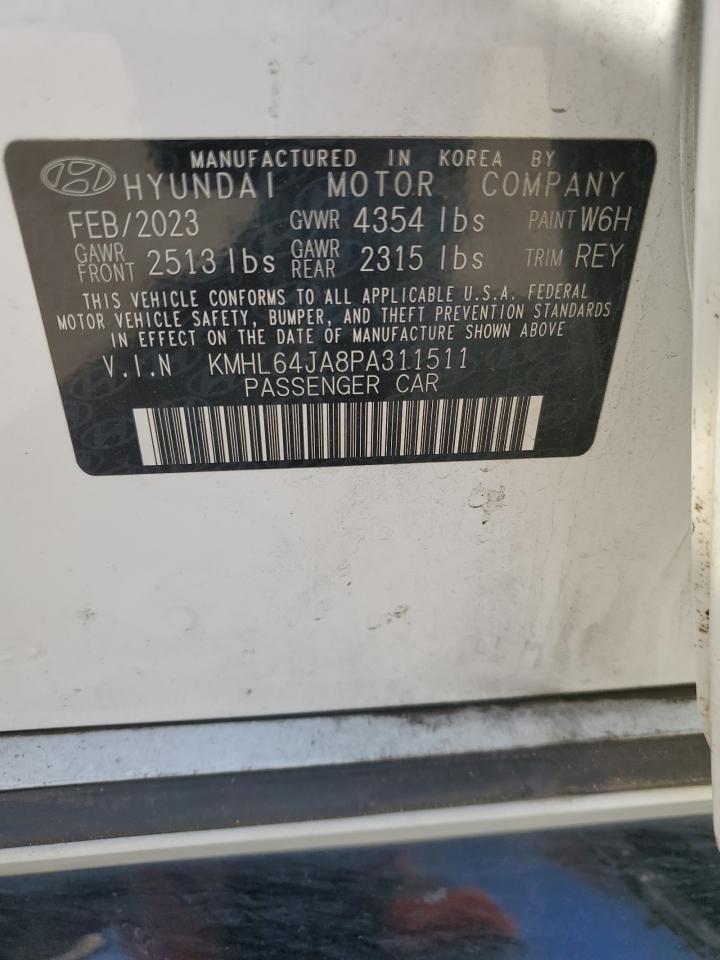 MANUFACTURED IN KOREA BY
HYUNDAI MOTOR COMPANY
FEB/2023 GVWR 4354 lbs PAINT W6H
GAWR FRONT 2513 lbs GAWR REAR 2315 lbs TRIM REY
THIS VEHICLE CONFORMS TO ALL APPLICABLE U.S.A. FEDERAL
MOTOR VEHICLE SAFETY, BUMPER, AND THEFT PREVENTION STANDARDS
IN EFFECT ON THE DATE OF MANUFACTURE SHOWN ABOVE
V.I.N KMHL64JA8PA311511
PASSENGER CAR